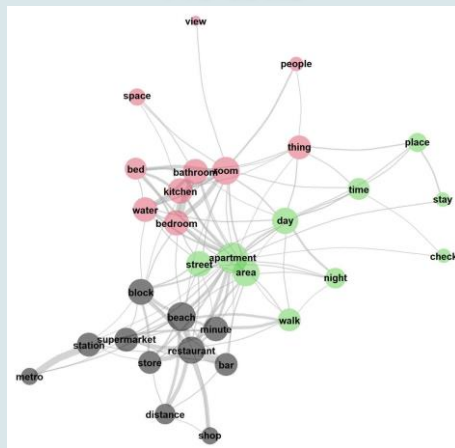 view
people
space
thing
place
bed
bathroom
room
kitchen
time
stay
water
bedroom
day
apartment
street
area
check
night
block
beach
minute
walk
supermarket
station
restaurant
store
bar
metro
distance
shop